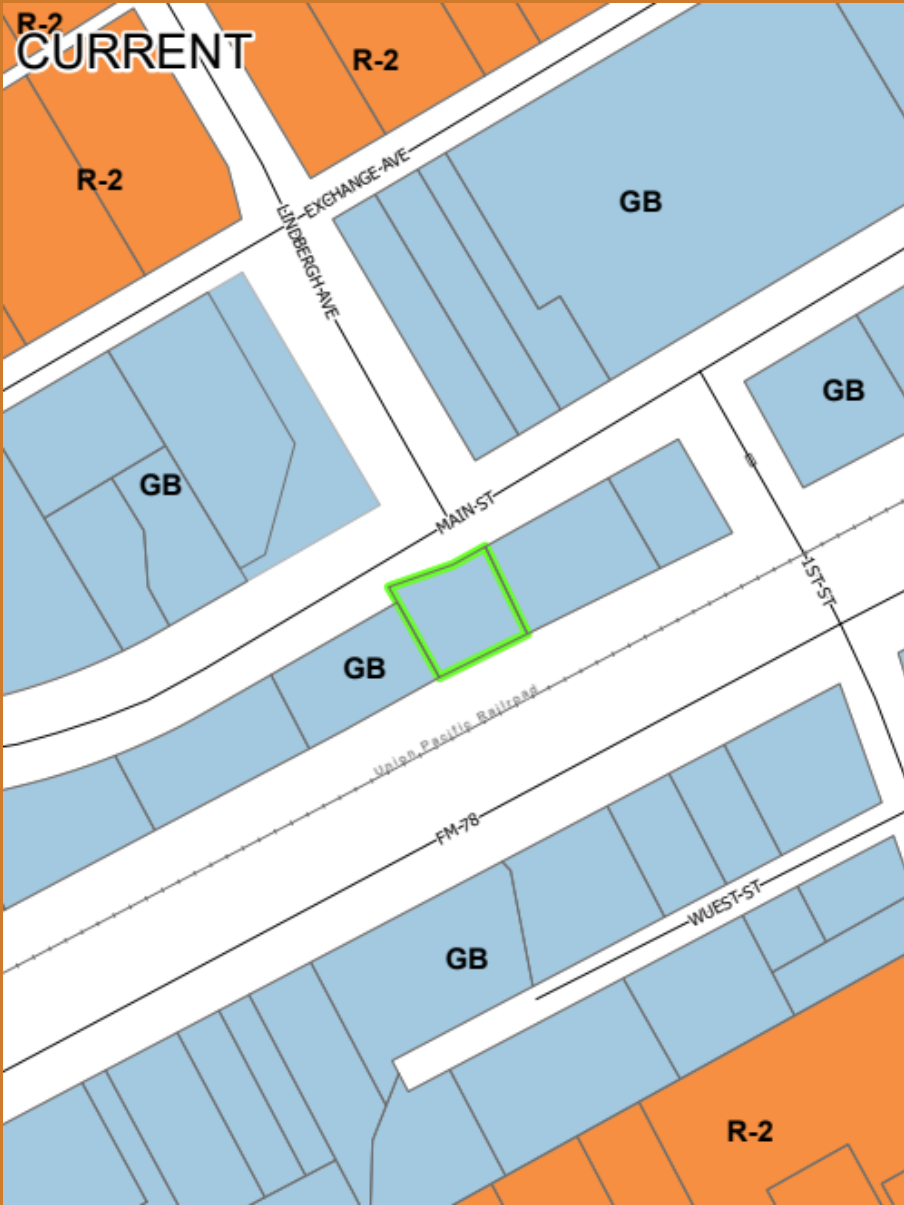 R-2
CURRENT
R-2
R-2
EXCHANGE-AVE
GB
LINDBERGH-AVE
GB
GB
MAIN-ST
1ST-ST
GB
Union Pacific Railroad
FM-78
WUEST-ST
GB
R-2